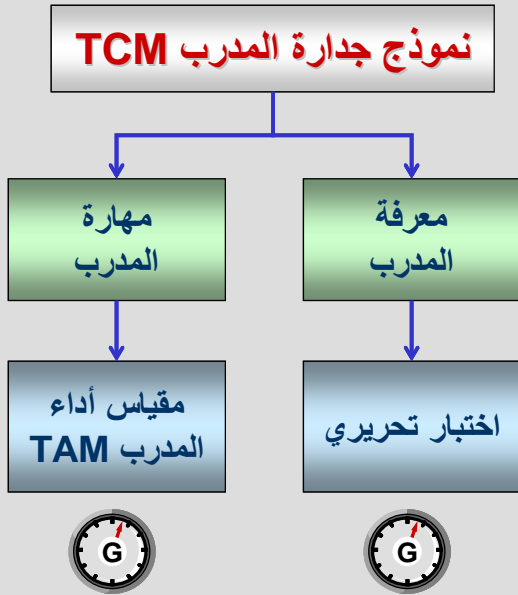 نموذج جدارة المدرب TCM
معرفة
المدرب
مهارة
المدرب
اختبار تحريري
مقياس أداء
المدرب TAM
G
G